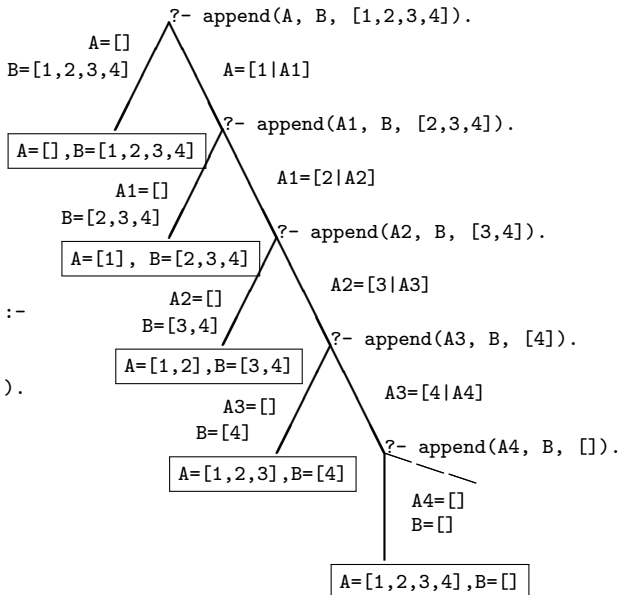 ?- append(A, B, [1,2,3,4]).
A=[]
B=[1,2,3,4]
A=[1|A1]
?- append(A1, B, [2,3,4]).
A=[],B=[1,2,3,4]
A1=[]
B=[2,3,4]
A1=[2|A2]
?- append(A2, B, [3,4]).
A=[1], B=[2,3,4]
A2=[]
B=[3,4]
A2=[3|A3]
:-
?- append(A3, B, [4]).
A=[1,2],B=[3,4]
).
A3=[]
B=[4]
A3=[4|A4]
?- append(A4, B, []).
A=[1,2,3],B=[4]
A4=[]
B=[]
A=[1,2,3,4],B=[]